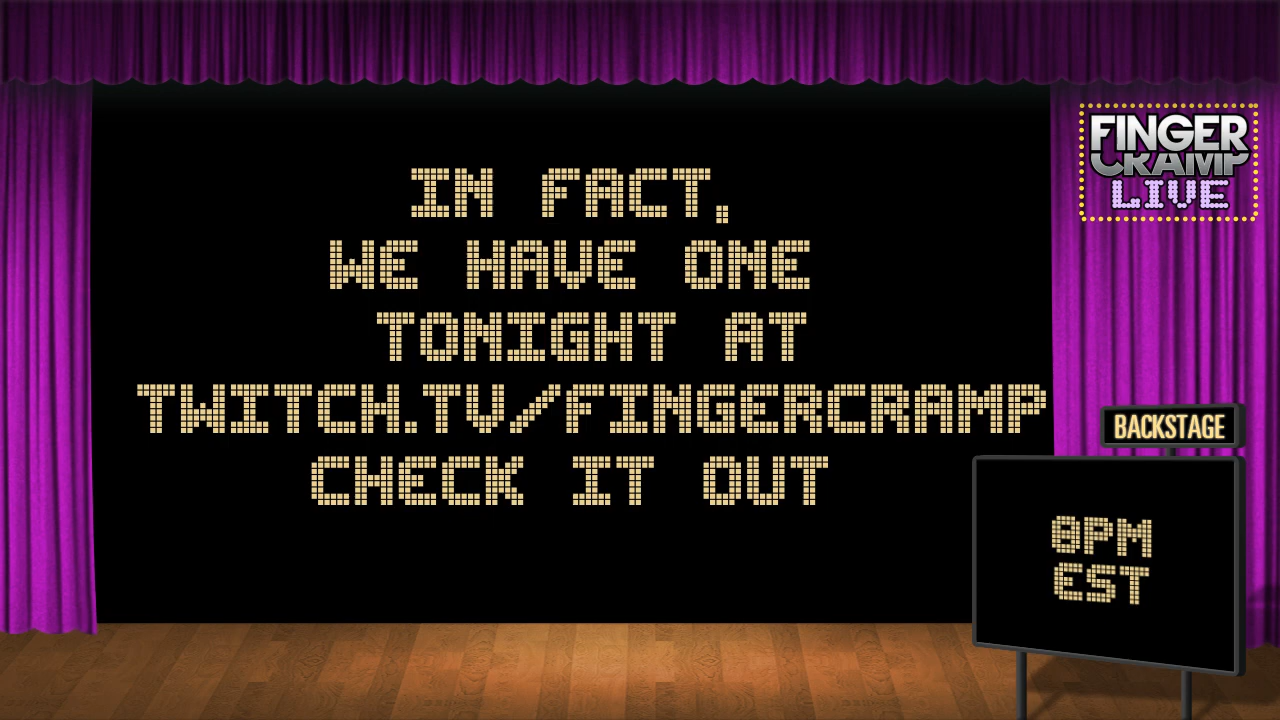 IN FACT,
WE HAVE ONE
TONIGHT AT
TWITCH.TV/FINGERCRAMP
CHECK IT OUT
FINGER
CRAMP
LIVE
BACKSTAGE
8PM
EST